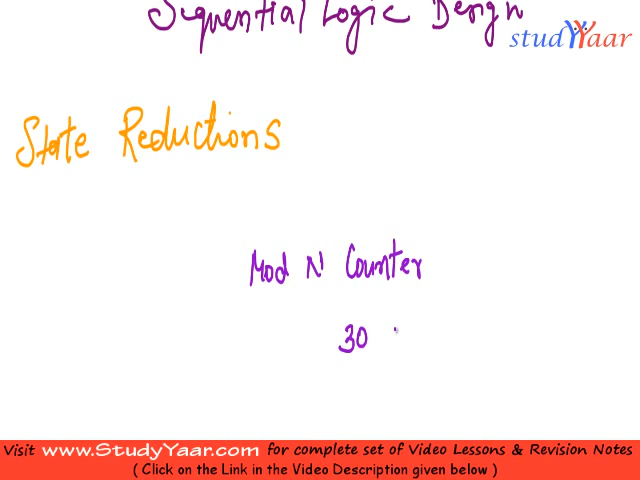 Sequential Logic Design
studYYaar
State Reductions
Mod N Counter
30
Visit www.StudyYaar.com for complete set of Video Lessons & Revision Notes
( Click on the Link in the Video Description given below )